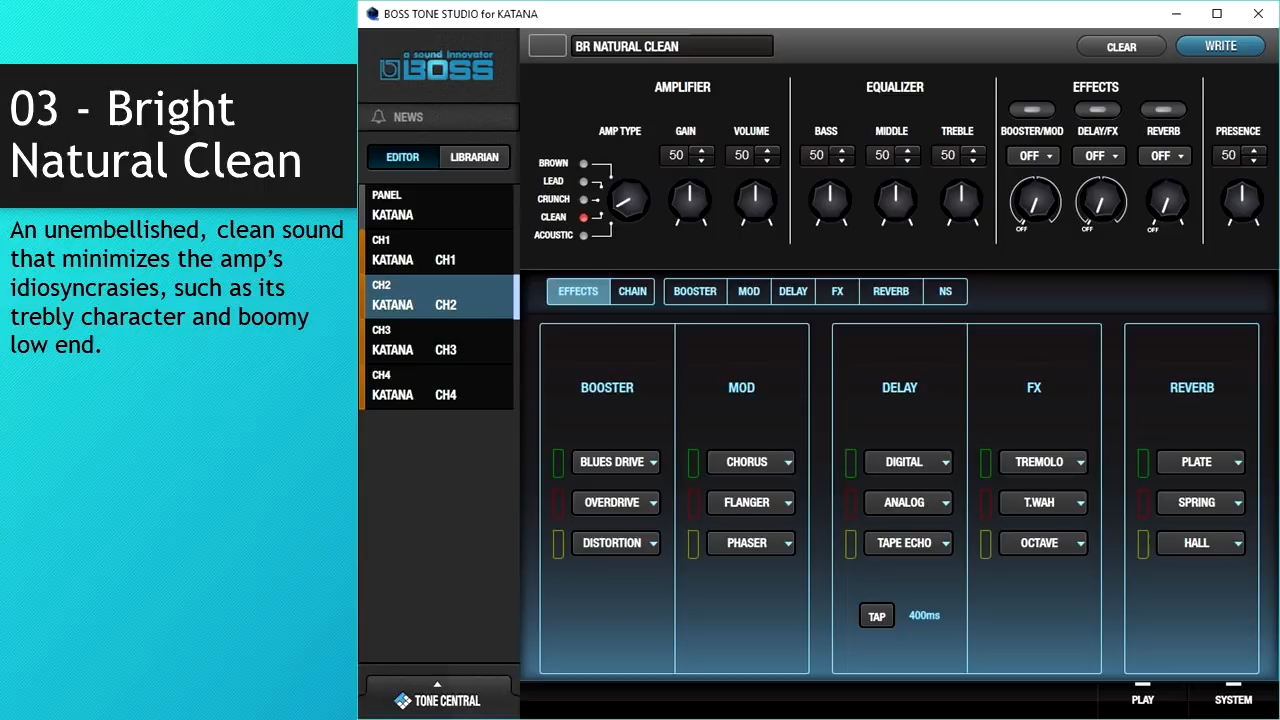 03 - Bright
Natural Clean
An unembellished, clean sound
that minimizes the amp's
idiosyncrasies, such as its
trebly character and boomy
low end.
BOSS TONE STUDIO for KATANA
a sound innovator
BOSS
NEWS
EDITOR LIBRARIAN
PANEL
KATANA
CH1
KATANA CH1
CH2
KATANA CH2
CH3
KATANA CH3
CH4
KATANA CH4
TONE CENTRAL
BR NATURAL CLEAN
CLEAR WRITE
AMPLIFIER
AMP TYPE GAIN VOLUME
50 50
BROWN
LEAD
CRUNCH
CLEAN
ACOUSTIC
EQUALIZER
BASS MIDDLE TREBLE
50 50 50
EFFECTS
BOOSTER/MOD DELAY/FX REVERB
OFF OFF OFF
OFF OFF OFF
PRESENCE
50
EFFECTS CHAIN BOOSTER MOD DELAY FX REVERB NS
BOOSTER
BLUES DRIVE
OVERDRIVE
DISTORTION
MOD
CHORUS
FLANGER
PHASER
DELAY
DIGITAL
ANALOG
TAPE ECHO
TAP 400ms
FX
TREMOLO
T.WAH
OCTAVE
REVERB
PLATE
SPRING
HALL
PLAY SYSTEM